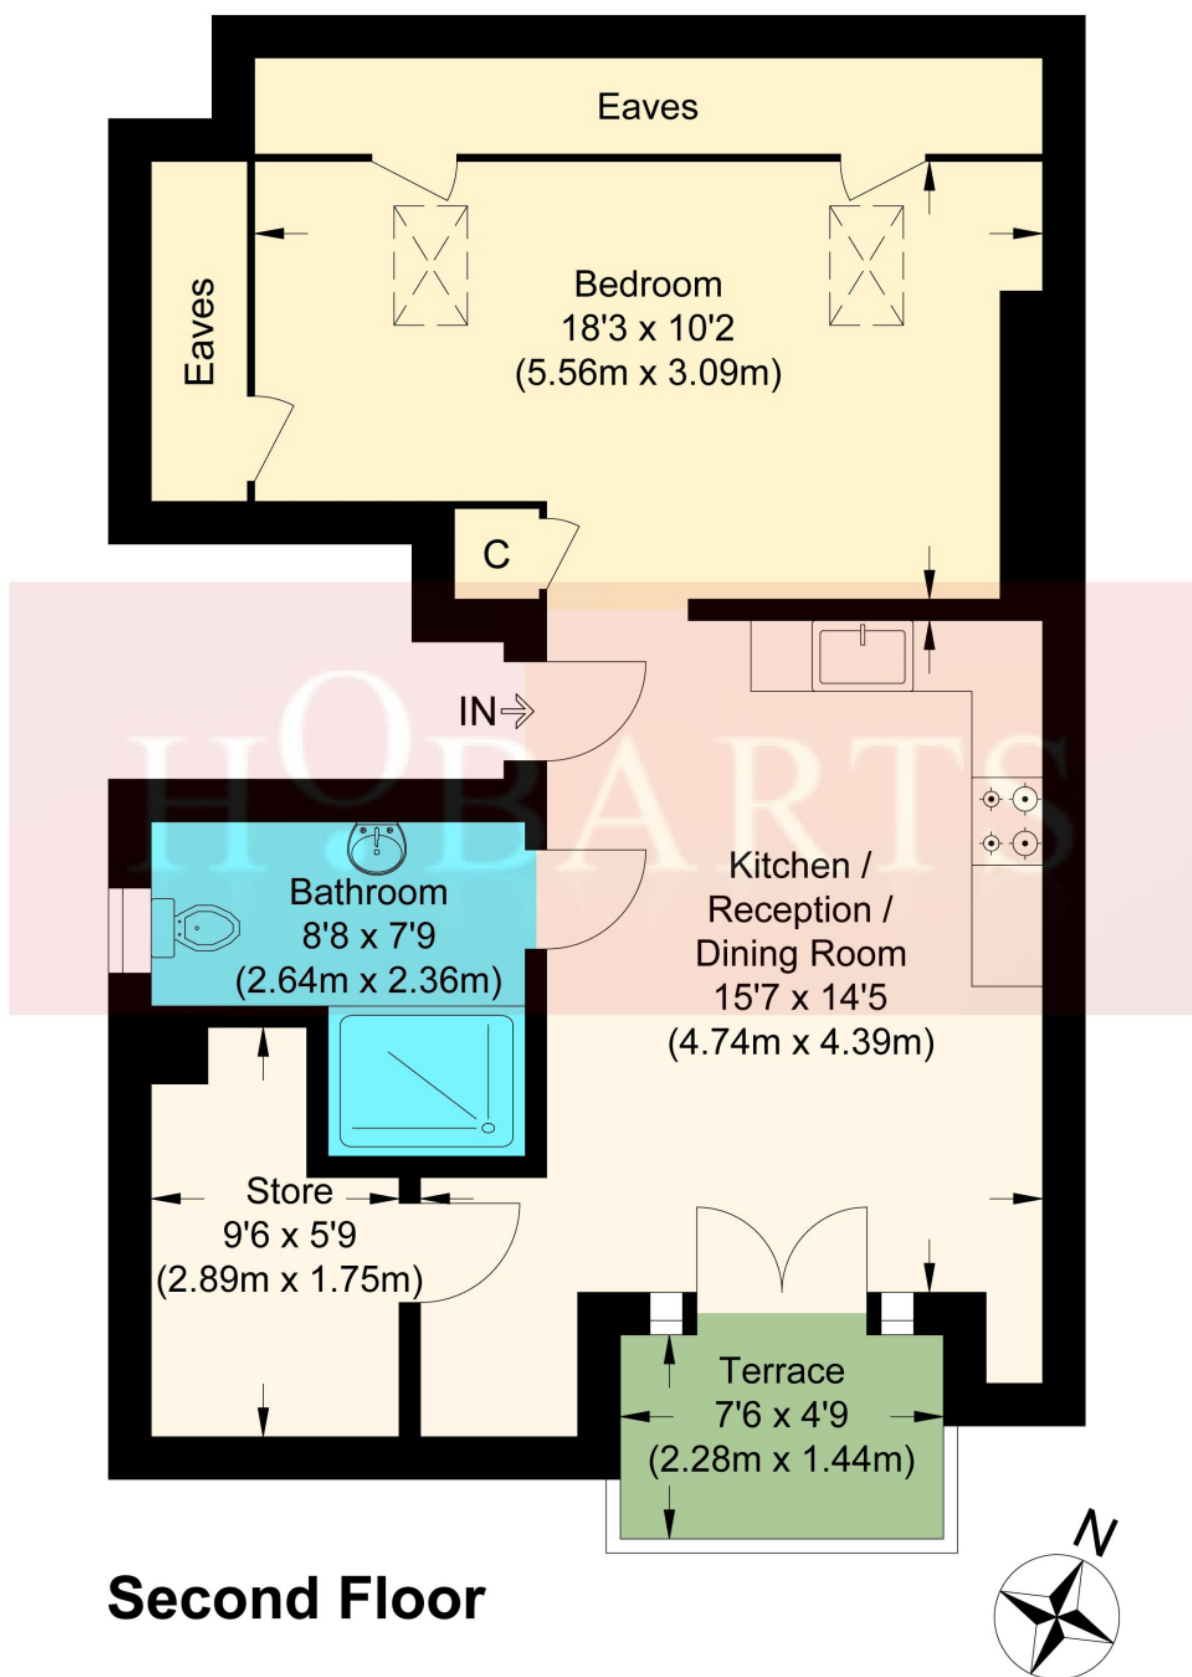 Eaves
Eaves
Bedroom
18'3 x 10'2
(5.56m x 3.09m)
C
IN
HOBARTS
Bathroom
8'8 x 7'9
(2.64m x 2.36m)
Kitchen /
Reception /
Dining Room
15'7 x 14'5
(4.74m x 4.39m)
Store
9'6 x 5'9
(2.89m x 1.75m)
Terrace
7'6 x 4'9
(2.28m x 1.44m)
Second Floor
N